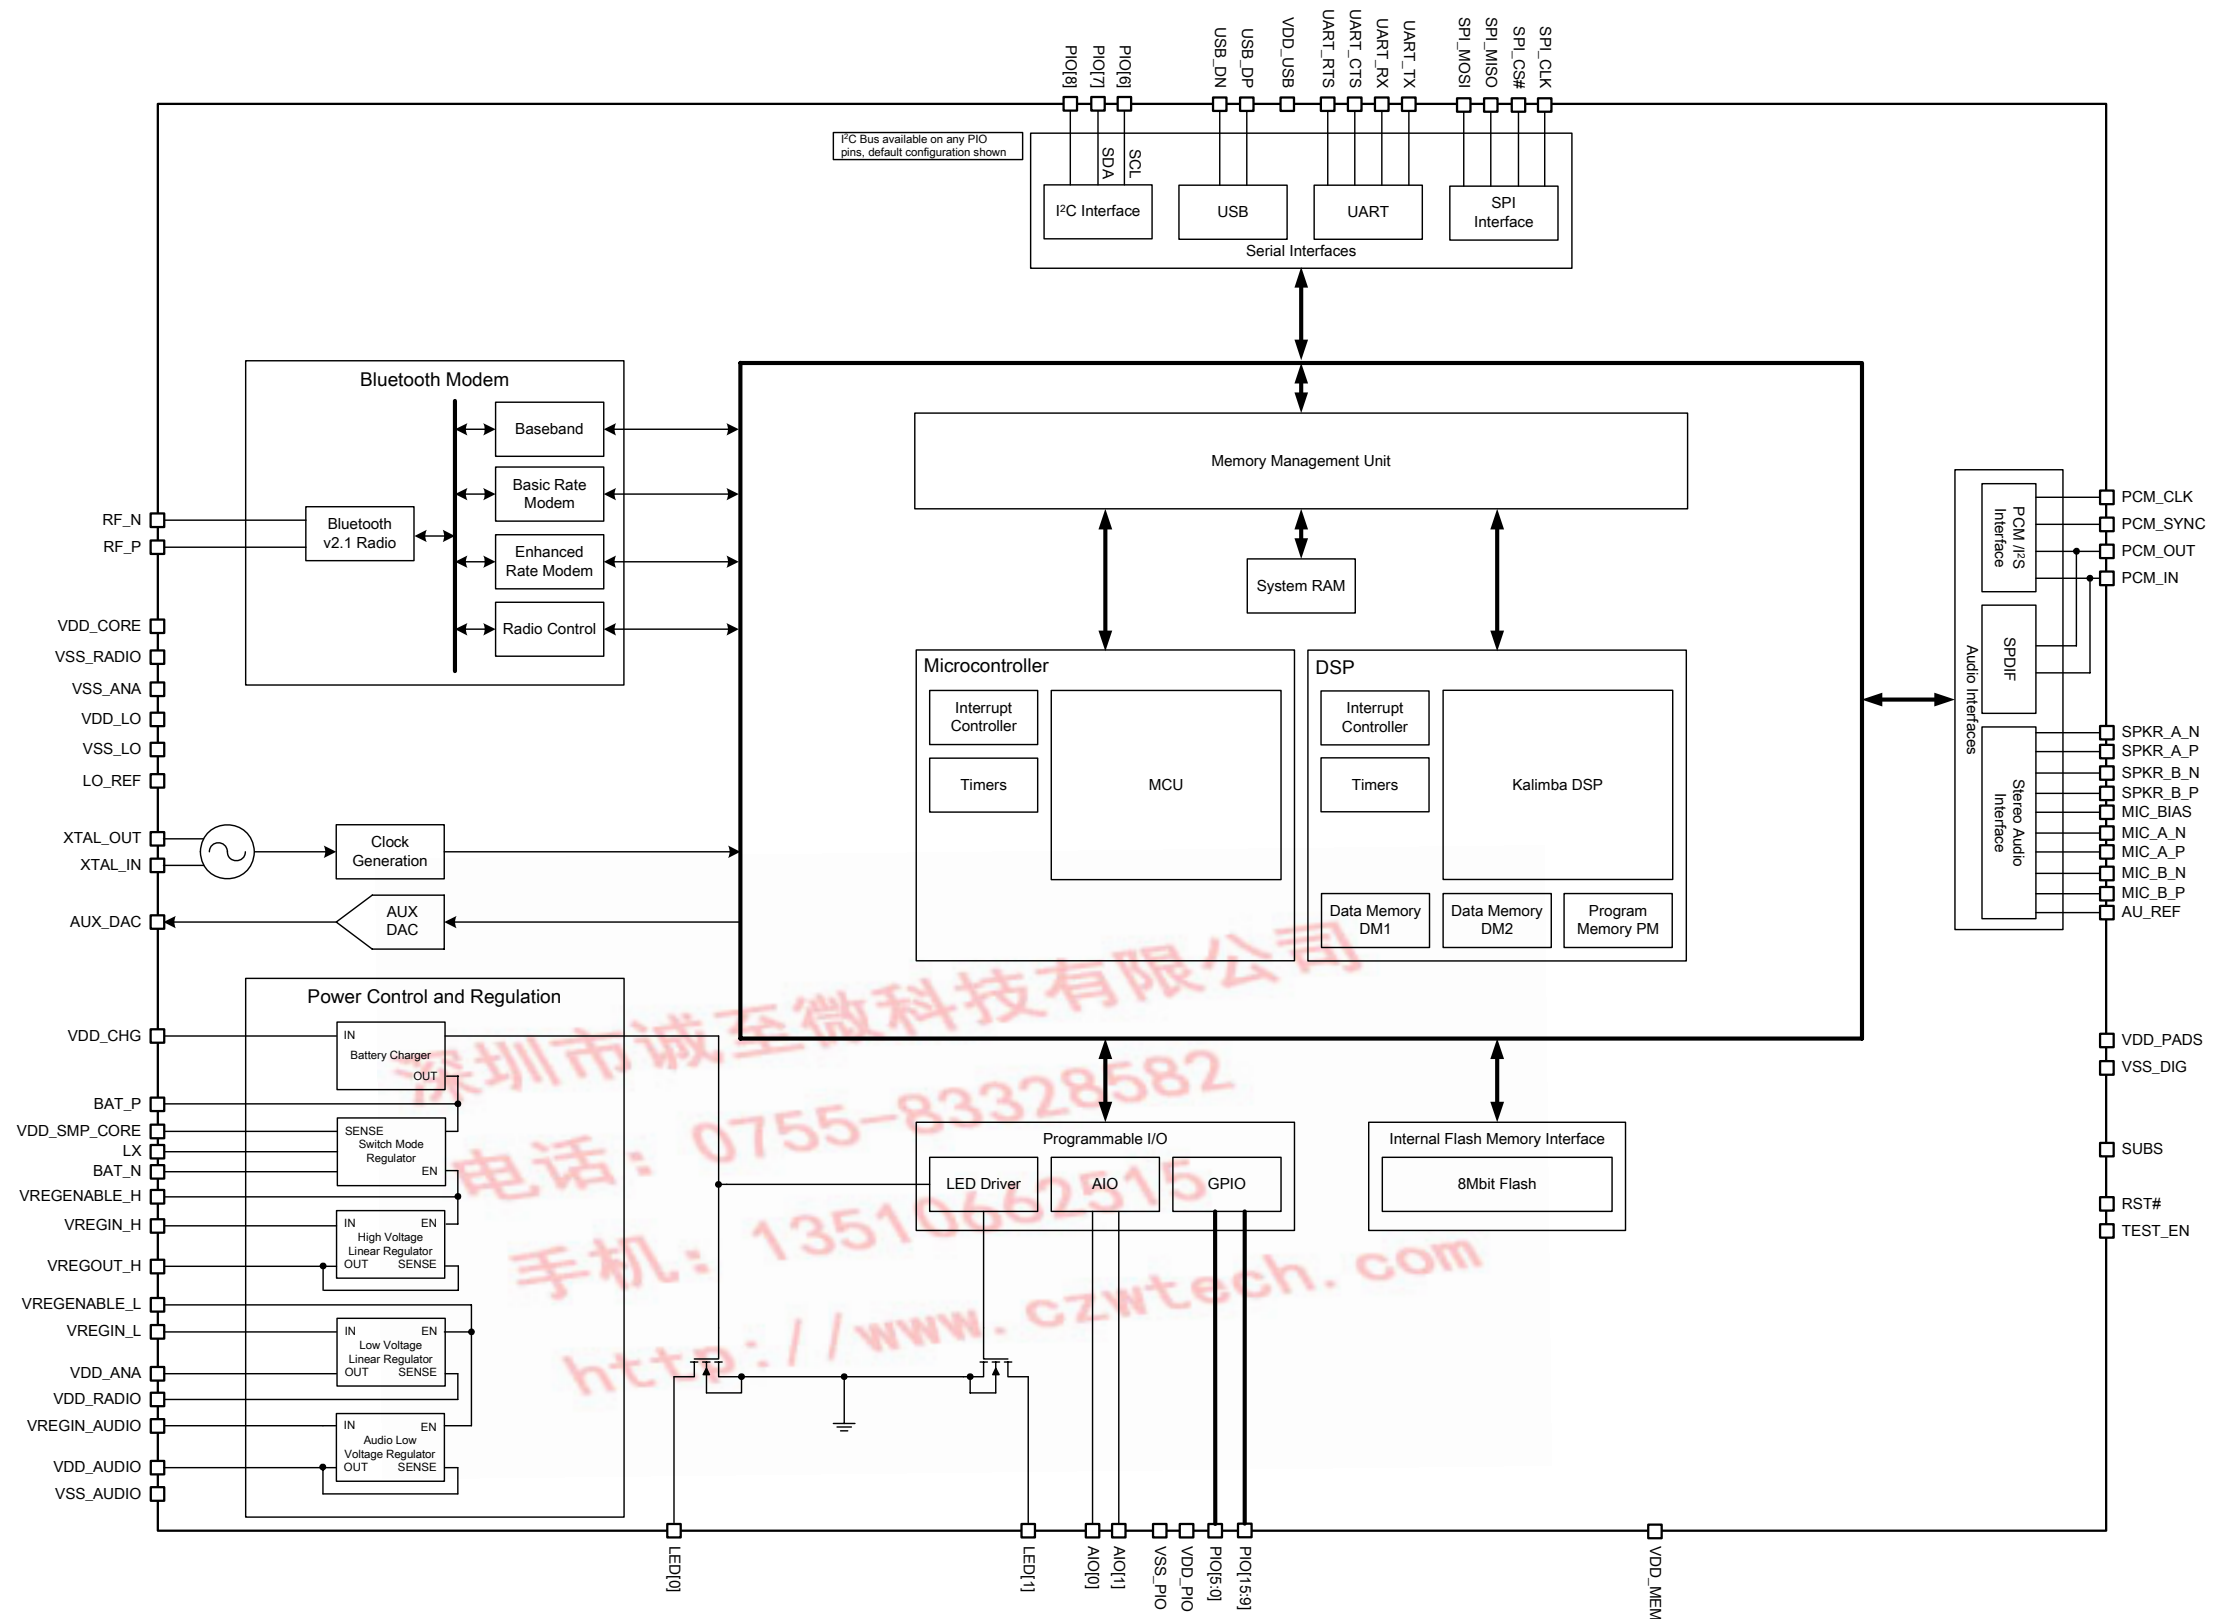 PIO[8]
PIO[7]
PIO[6]
USB_DN
USB_DP
VDD_USB
UART_RTS
UART_CTS
UART_RX
UART_TX
SPI_MOSI
SPI_MISO
SPI_CS#
SPI_CLK
I²C Bus available on any PIO
pins, default configuration shown
SDA
SCL
I²C Interface
USB
UART
SPI
Interface
Serial Interfaces
Bluetooth Modem
Baseband
Basic Rate
Modem
Enhanced
Rate Modem
Radio Control
Bluetooth
v2.1 Radio
RF_N
RF_P
VDD_CORE
VSS_RADIO
VSS_ANA
VDD_LO
VSS_LO
LO_REF
XTAL_OUT
XTAL_IN
Clock
Generation
AUX_DAC
AUX
DAC
Memory Management Unit
System RAM
Microcontroller
Interrupt
Controller
Timers
MCU
DSP
Interrupt
Controller
Timers
Kalimba DSP
Data Memory
DM1
Data Memory
DM2
Program
Memory PM
PCM /I²S
Interface
SPDIF
Stereo Audio
Interface
Audio Interfaces
PCM_CLK
PCM_SYNC
PCM_OUT
PCM_IN
SPKR_A_N
SPKR_A_P
SPKR_B_N
SPKR_B_P
MIC_BIAS
MIC_A_N
MIC_A_P
MIC_B_N
MIC_B_P
AU_REF
VDD_PADS
VSS_DIG
SUBS
RST#
TEST_EN
Power Control and Regulation
VDD_CHG
BAT_P
VDD_SMP_CORE
LX
BAT_N
VREGENABLE_H
VREGIN_H
VREGOUT_H
VREGENABLE_L
VREGIN_L
VDD_ANA
VDD_RADIO
VREGIN_AUDIO
VDD_AUDIO
VSS_AUDIO
IN
Battery Charger
OUT
SENSE
Switch Mode
Regulator
EN
IN EN
High Voltage
Linear Regulator
OUT SENSE
IN EN
Low Voltage
Linear Regulator
OUT SENSE
IN EN
Audio Low
Voltage Regulator
OUT SENSE
Programmable I/O
LED Driver
AIO
GPIO
Internal Flash Memory Interface
8Mbit Flash
LED[0]
LED[1]
AIO[0]
AIO[1]
VSS_PIO
VDD_PIO
PIO[5:0]
PIO[15:9]
VDD_MEM
深圳市诚至微科技有限公司
电话：0755-83328582
手机：13510662515
http://www.czwtech.com